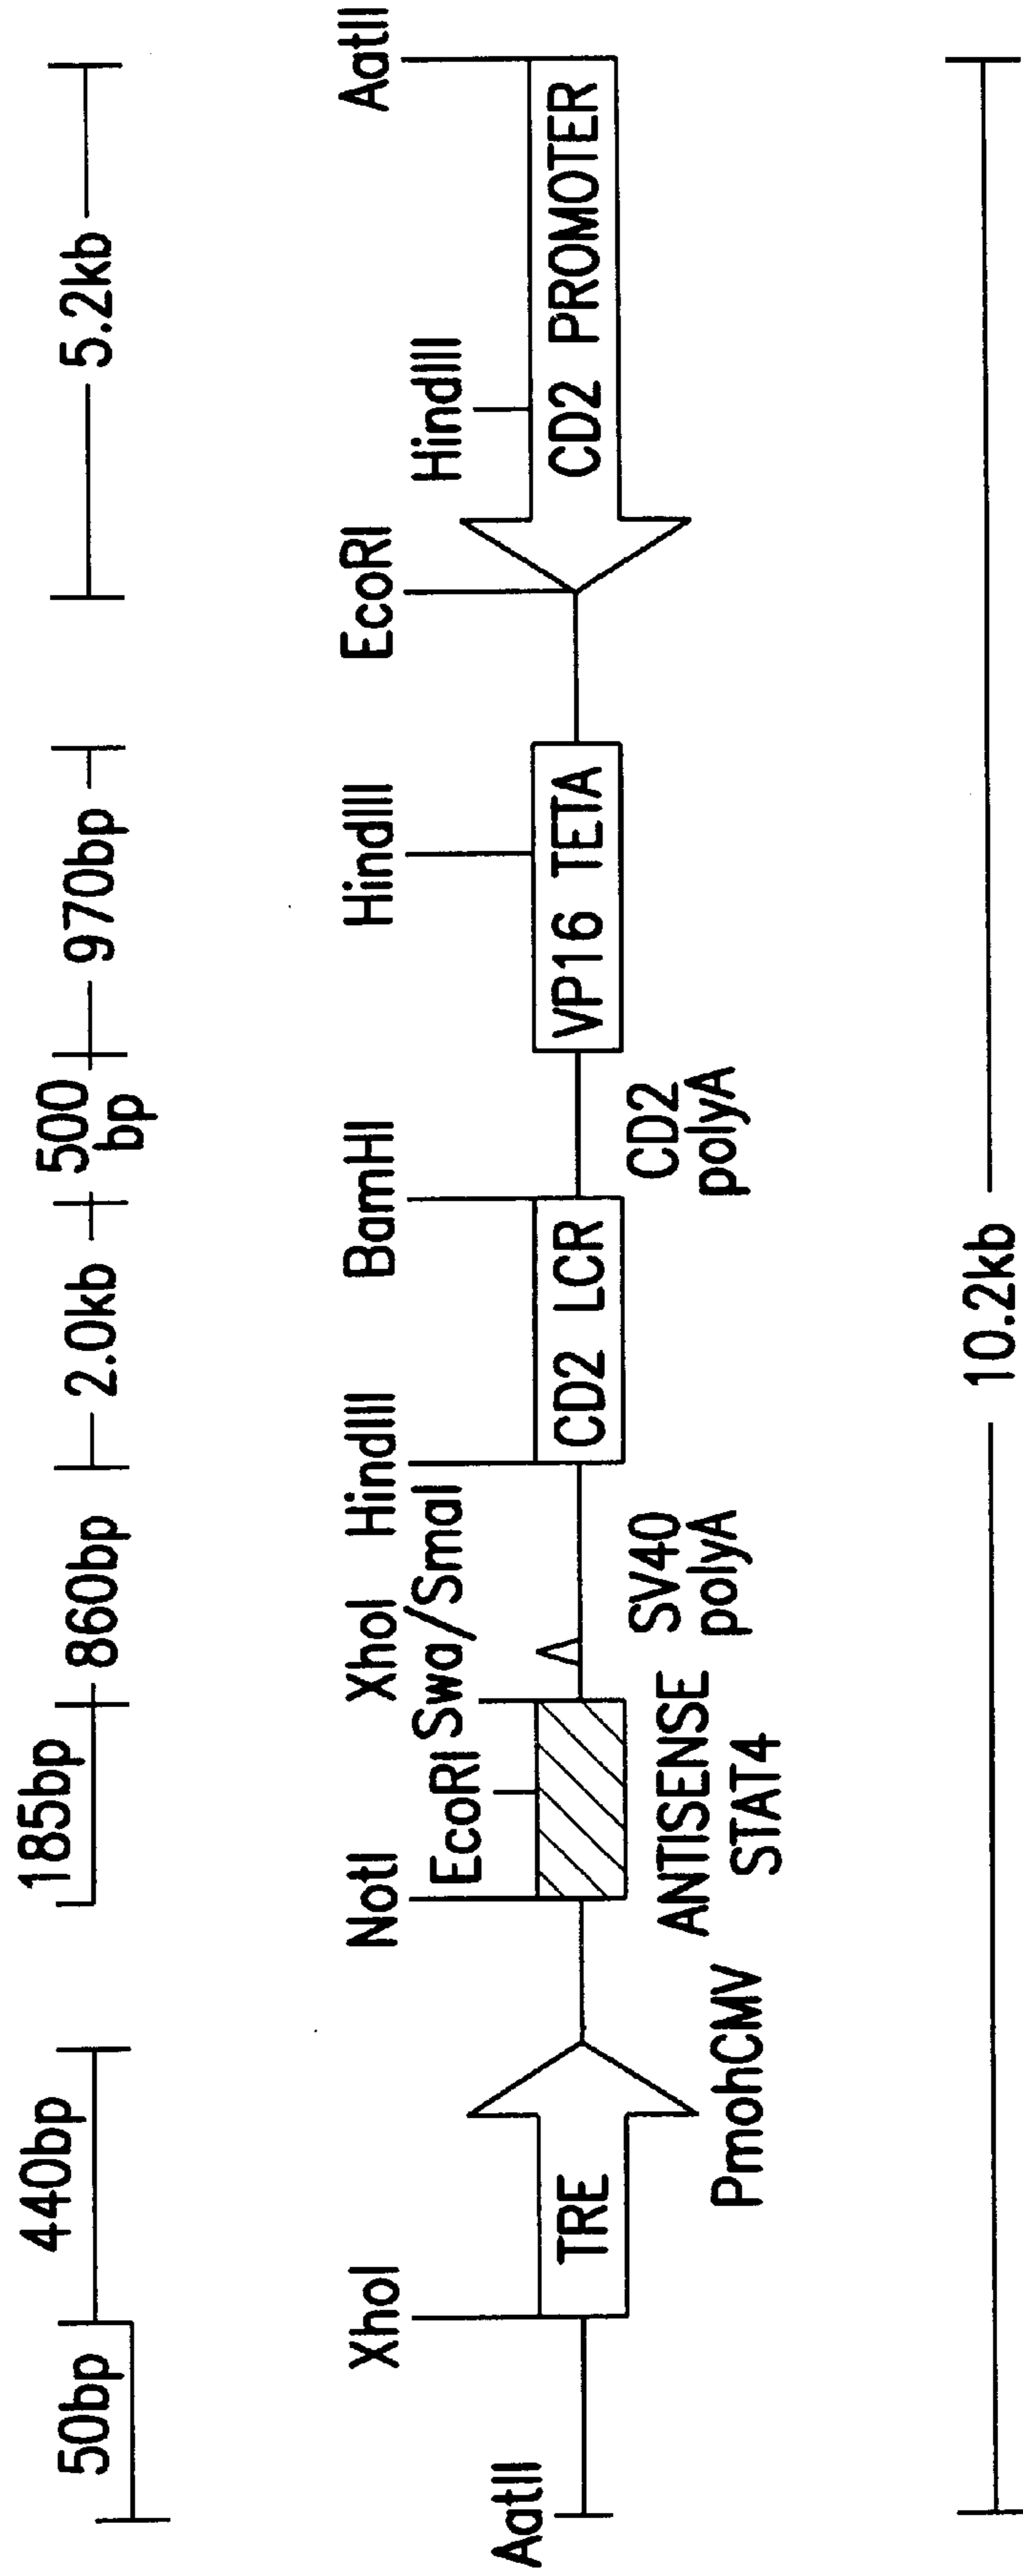 50bp
440bp
185bp
860bp
2.0kb
500
bp
970bp
5.2kb
AatII
XhoI
NotI
EcoRI
Swa/SmaI
XhoI
HindIII
BamHI
HindIII
EcoRI
HindIII
AatII
TRE
CD2 LCR
VP16 TETA
CD2 PROMOTER
PmohCMV
ANTISENSE
STAT4
SV40
polyA
CD2
polyA
10.2kb